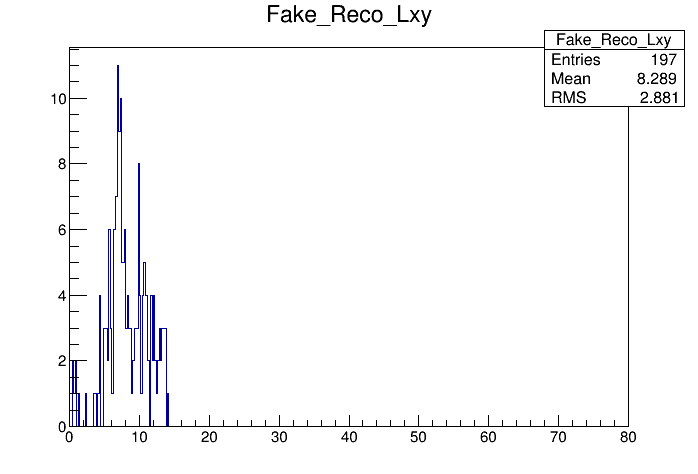 Fake_Reco_Lxy
Fake_Reco_Lxy
Entries 197
Mean 8.289
RMS 2.881
10
8
6
4
2
0
0 10 20 30 40 50 60 70 80